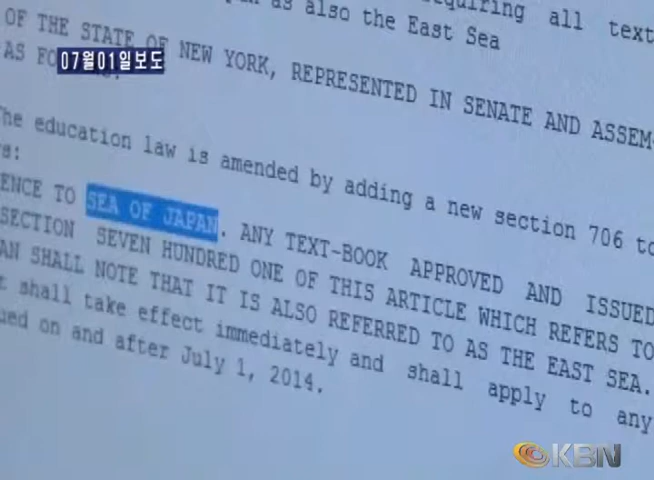 quiring all text
as also the East Sea
OF THE STATE OF NEW YORK, REPRESENTED IN SENATE AND ASSEM-
AS
07월01일보도
The education law is amended by adding a new section 706 to
ENCE TO SEA OF JAPAN. ANY TEXT-BOOK APPROVED AND ISSUED
SECTION SEVEN HUNDRED ONE OF THIS ARTICLE WHICH REFERS TO
AN SHALL NOTE THAT IT IS ALSO REFERRED TO AS THE EAST SEA.
t shall take effect immediately and shall apply to any
ued on and after July 1, 2014.
KBN